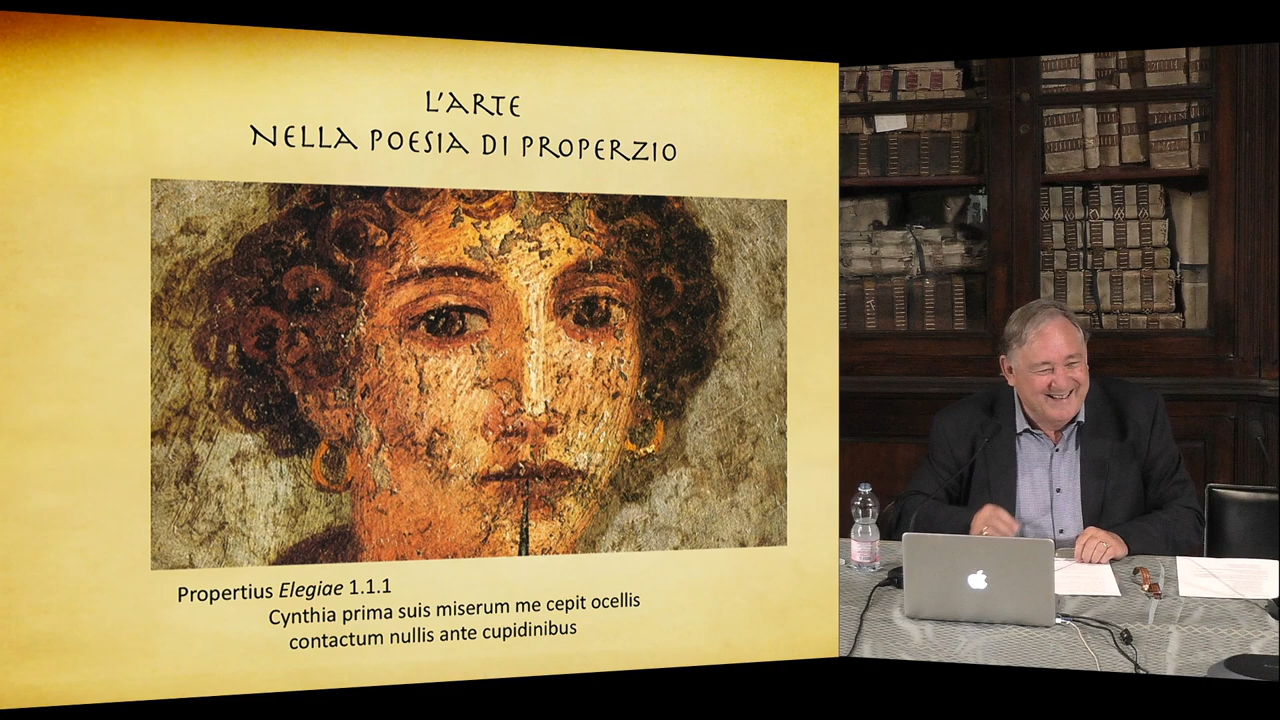 L'ARTE
NELLA POESIA DI PROPERZIO
Propertius Elegiae 1.1.1
Cynthia prima suis miserum me cepit ocellis
contactum nullis ante cupidinibus